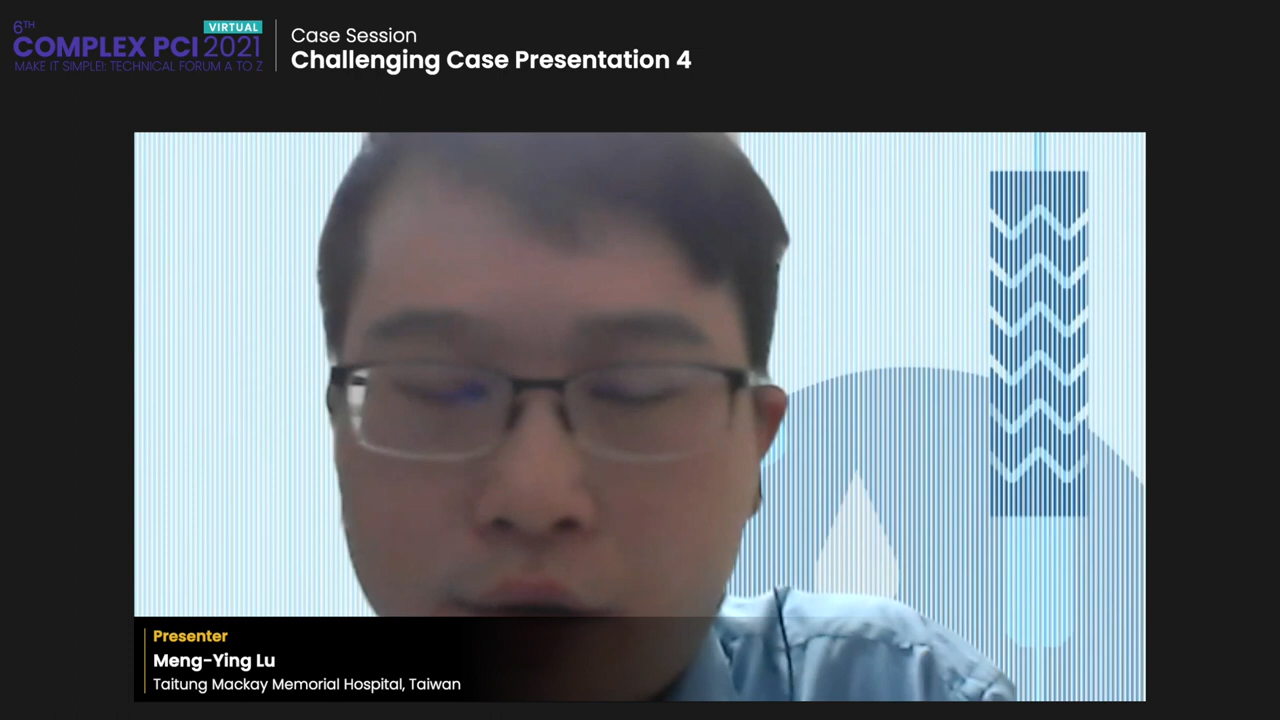 6TH
VIRTUAL
COMPLEX PCI 2021
MAKE IT SIMPLE!: TECHNICAL FORUM A TO Z
Case Session
Challenging Case Presentation 4
Presenter
Meng-Ying Lu
Taitung Mackay Memorial Hospital, Taiwan